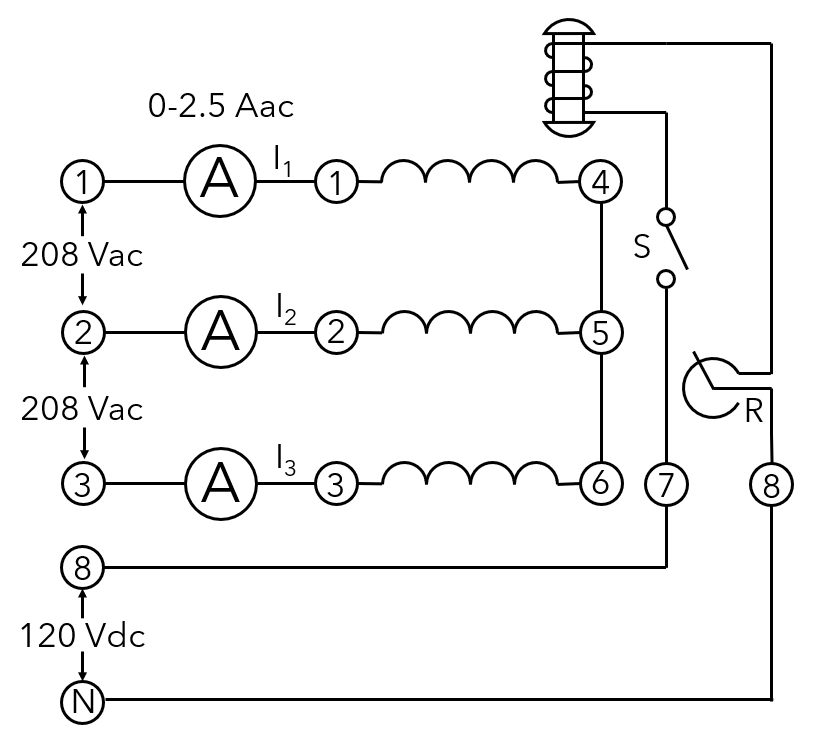 0-2.5 Aac
1 A I1 1 4
208 Vac
S
2 A I2 2 5
208 Vac
R
3 A I3 3 6 7 8
8
120 Vdc
N